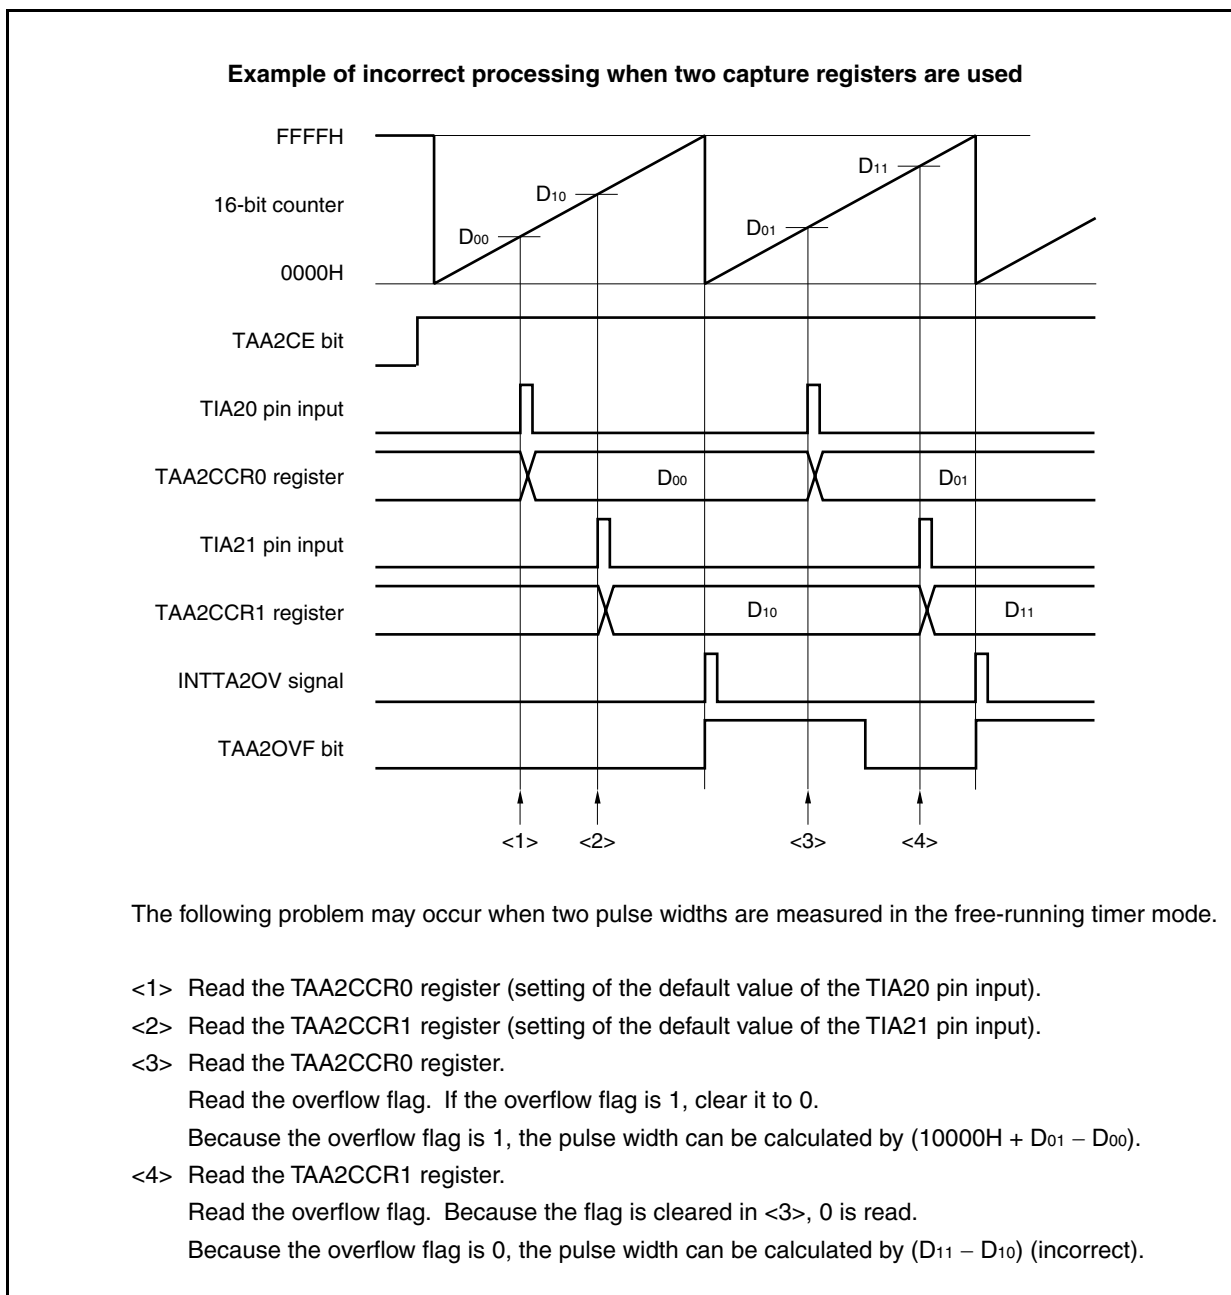 Example of incorrect processing when two capture registers are used
FFFFH
D11
D10
16-bit counter
D01
D00
0000H
TAA2CE bit
TIA20 pin input
TAA2CCR0 register
D00
D01
TIA21 pin input
TAA2CCR1 register
D10
D11
INTTA2OV signal
TAA2OVF bit
<1> <2> <3> <4>
The following problem may occur when two pulse widths are measured in the free-running timer mode.
<1> Read the TAA2CCR0 register (setting of the default value of the TIA20 pin input).
<2> Read the TAA2CCR1 register (setting of the default value of the TIA21 pin input).
<3> Read the TAA2CCR0 register.
Read the overflow flag. If the overflow flag is 1, clear it to 0.
Because the overflow flag is 1, the pulse width can be calculated by (10000H + D01 − D00).
<4> Read the TAA2CCR1 register.
Read the overflow flag. Because the flag is cleared in <3>, 0 is read.
Because the overflow flag is 0, the pulse width can be calculated by (D11 − D10) (incorrect).